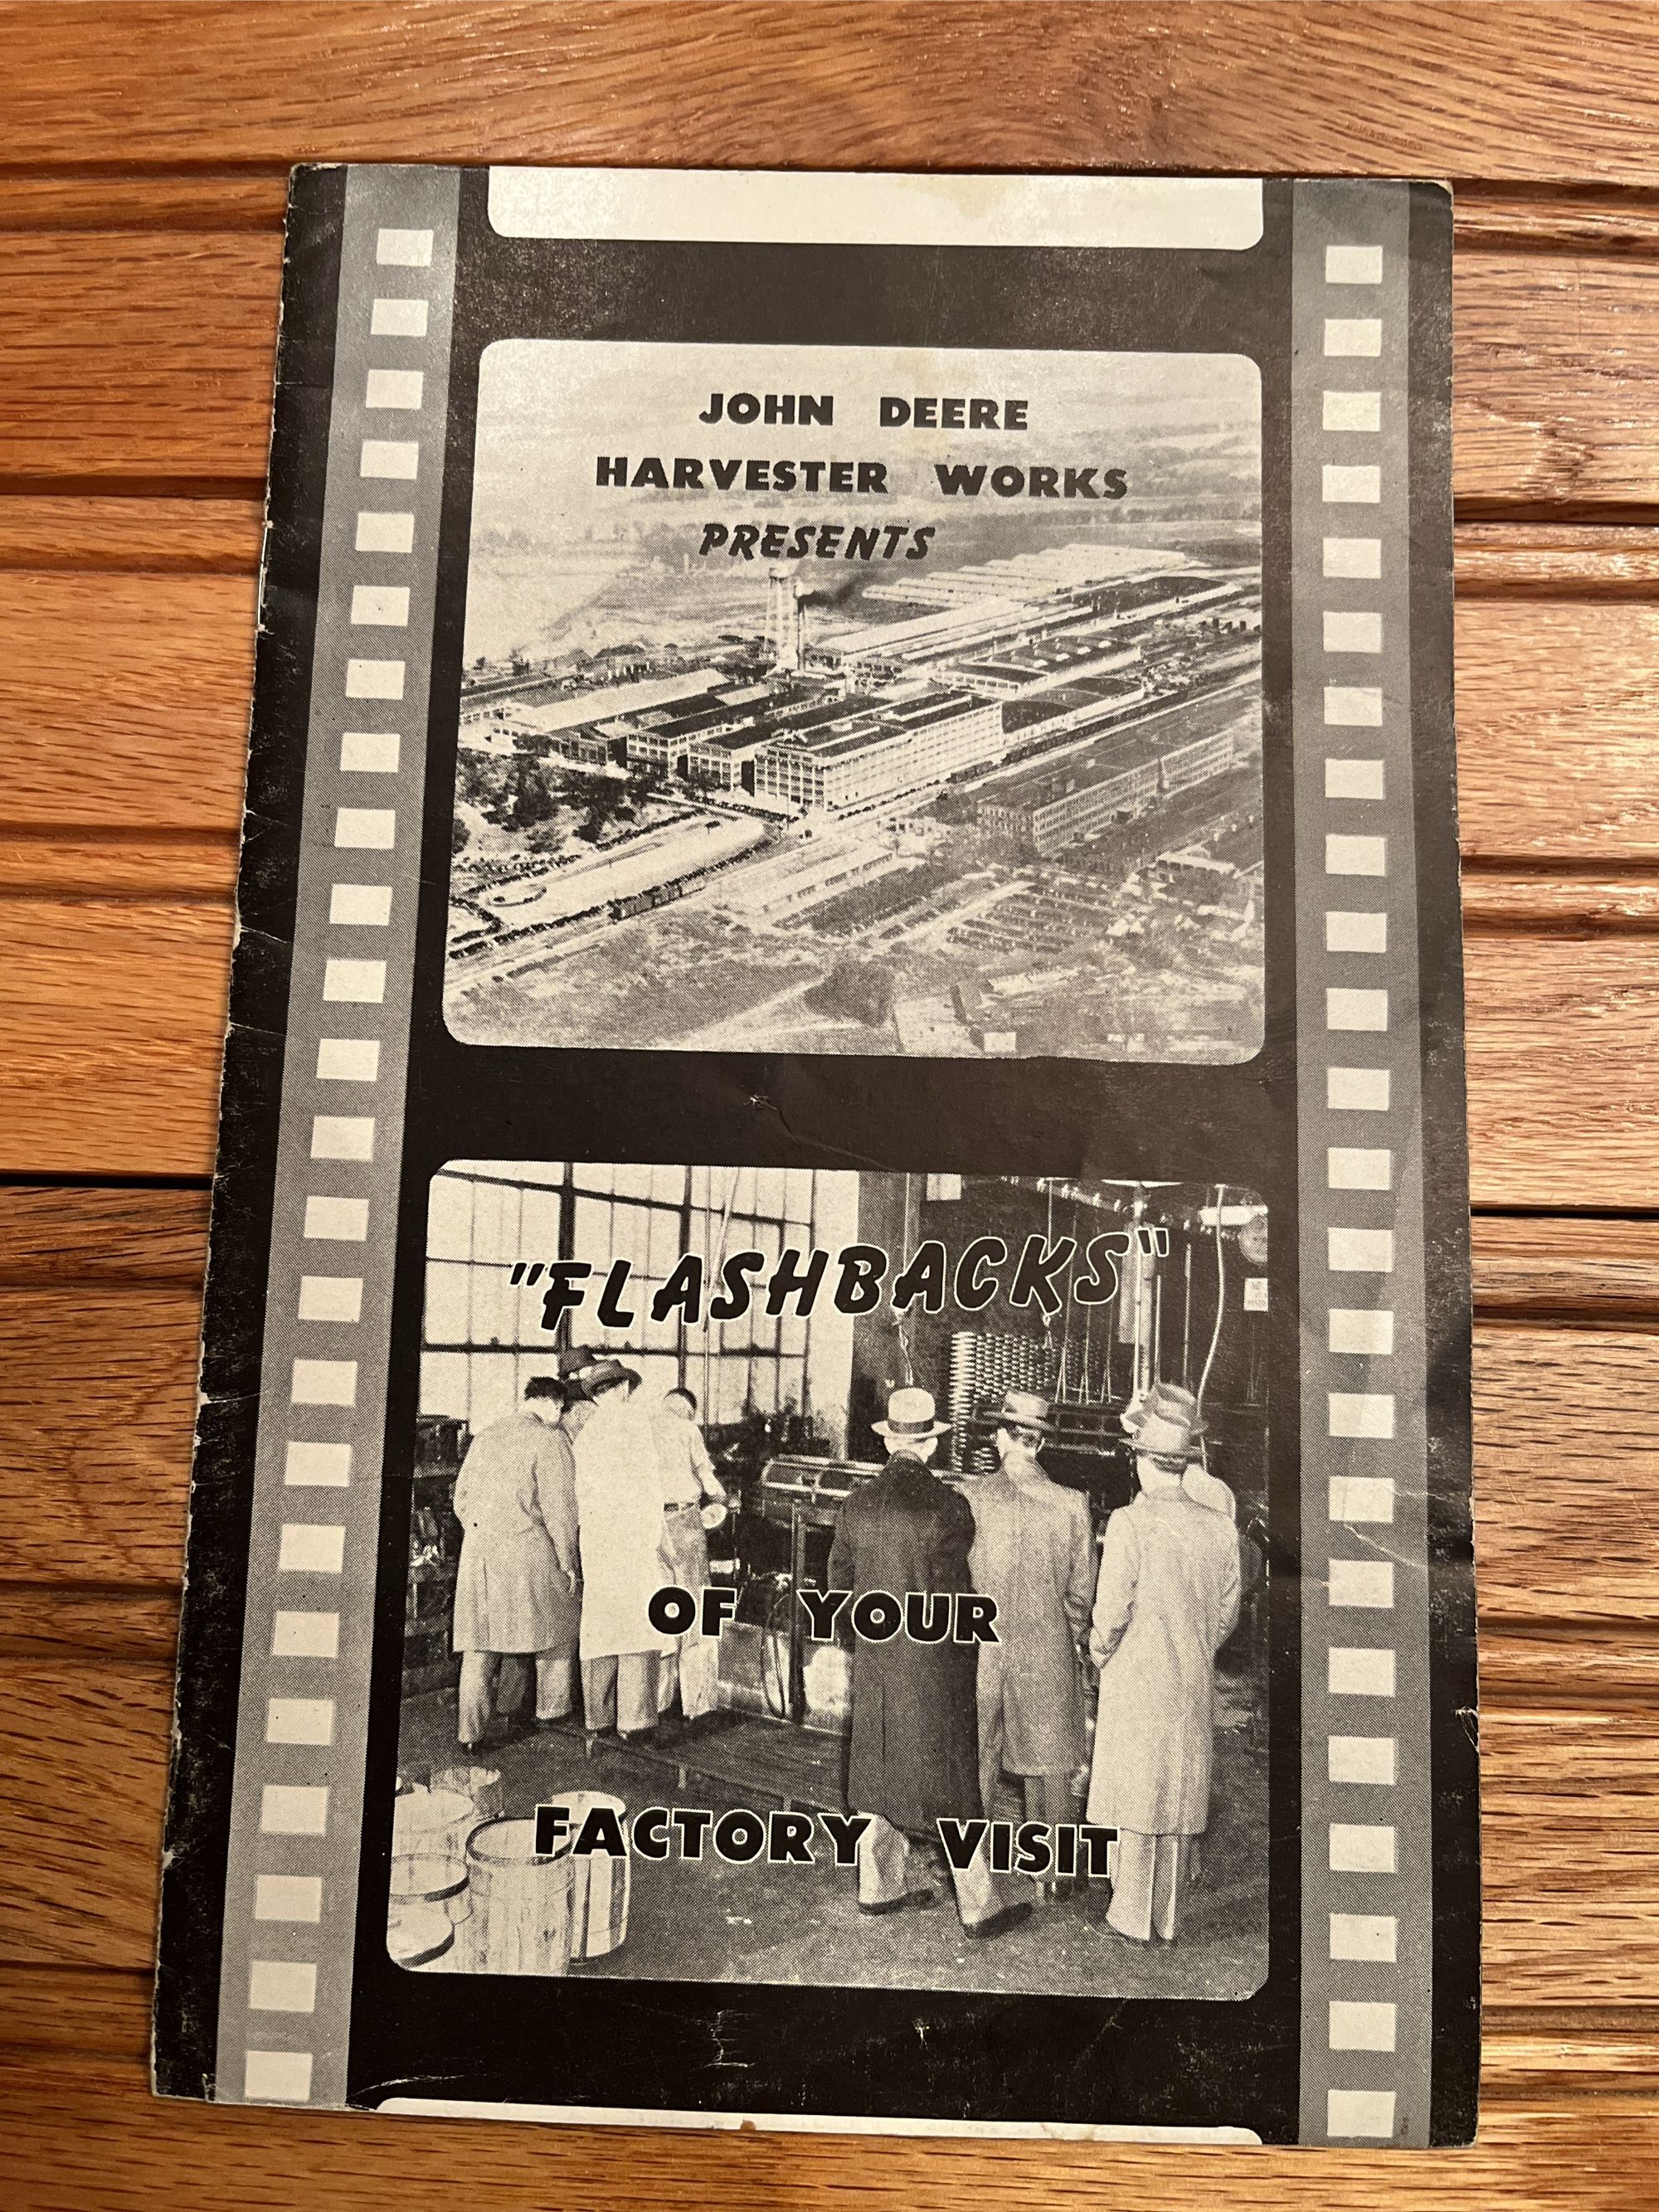 JOHN DEERE
HARVESTER WORKS
PRESENTS
"FLASHBACKS"
OF YOUR
FACTORY VISIT